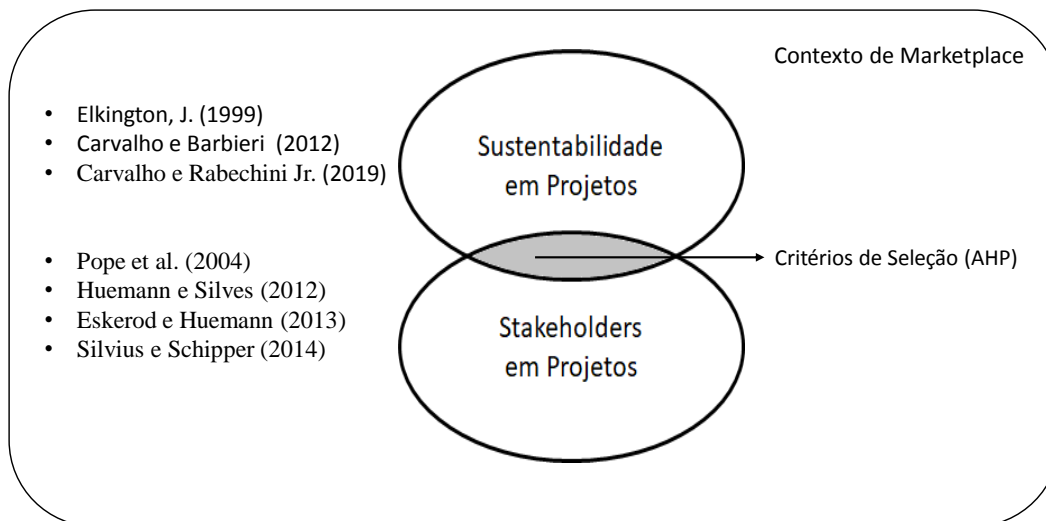 Contexto de Marketplace
• Elkington, J. (1999)
• Carvalho e Barbieri (2012)
• Carvalho e Rabechini Jr. (2019)
Sustentabilidade
em Projetos
• Pope et al. (2004)
• Huemann e Silves (2012)
• Eskerod e Huemann (2013)
• Silvius e Schipper (2014)
Critérios de Seleção (AHP)
Stakeholders
em Projetos